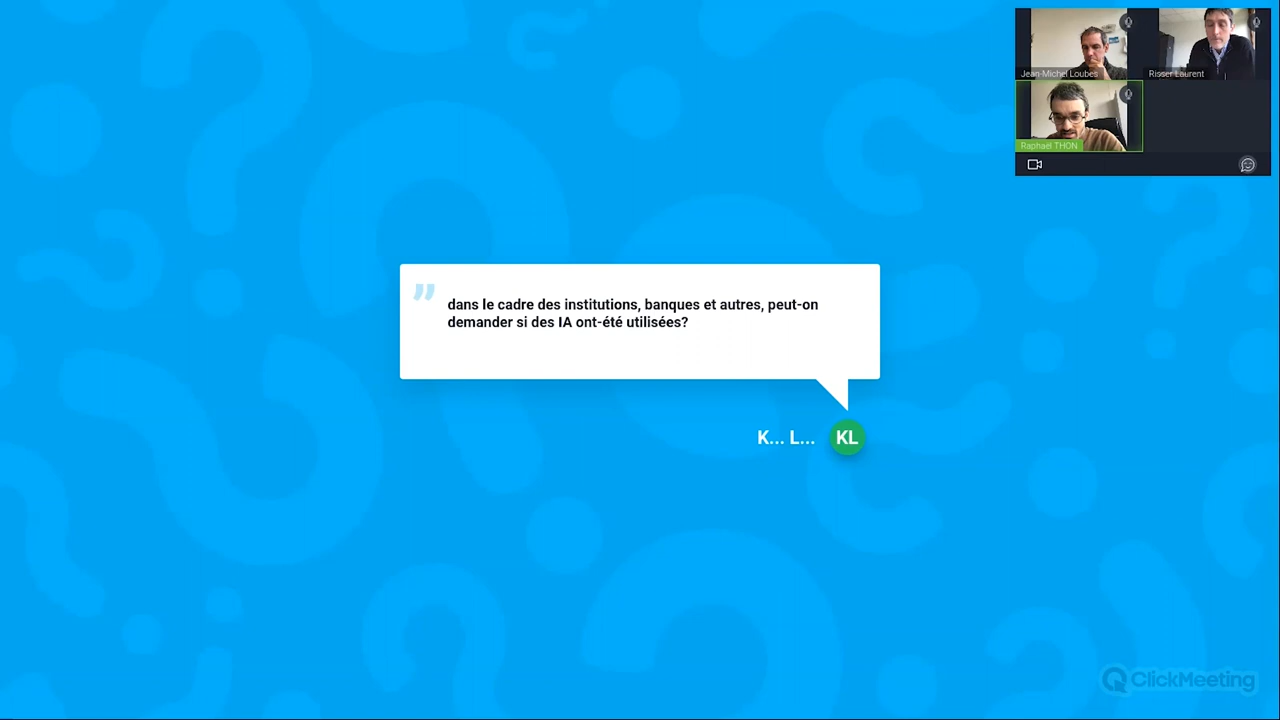 Jean-Michel Loubes
Risser Laurent
Raphaël THON
dans le cadre des institutions, banques et autres, peut-on
demander si des IA ont-été utilisées?
K... L...
KL
ClickMeeting